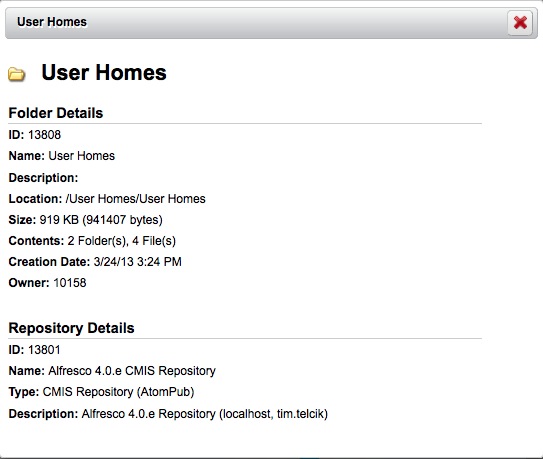 User Homes
User Homes
Folder Details
ID: 13808
Name: User Homes
Description:
Location: /User Homes/User Homes
Size: 919 KB (941407 bytes)
Contents: 2 Folder(s), 4 File(s)
Creation Date: 3/24/13 3:24 PM
Owner: 10158
Repository Details
ID: 13801
Name: Alfresco 4.0.e CMIS Repository
Type: CMIS Repository (AtomPub)
Description: Alfresco 4.0.e Repository (localhost, tim.telcik)